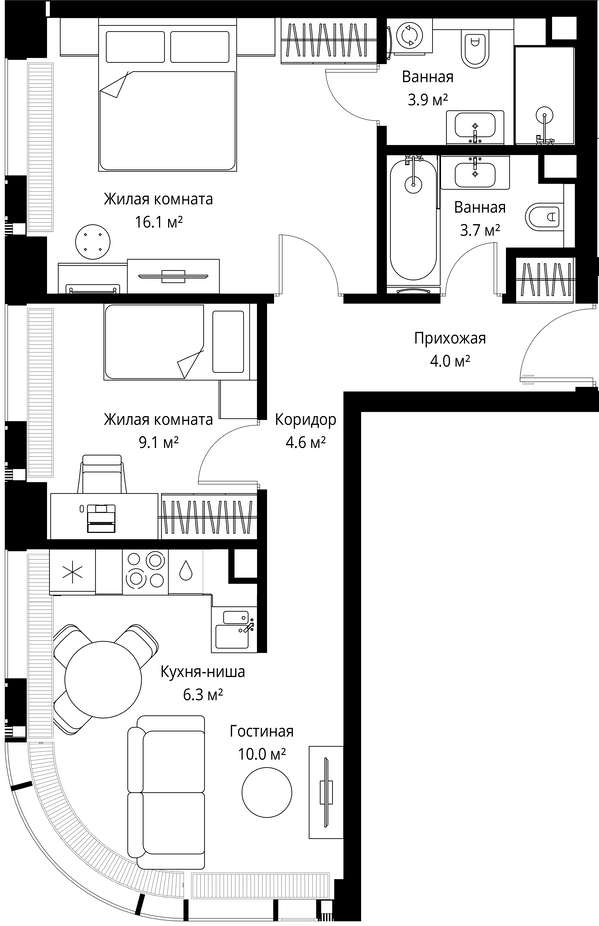 Ванная
3.9 м²
Жилая комната
16.1 м²
Ванная
3.7 м²
Прихожая
4.0 м²
Жилая комната
9.1 м²
Коридор
4.6 м²
Кухня-ниша
6.3 м²
Гостиная
10.0 м²